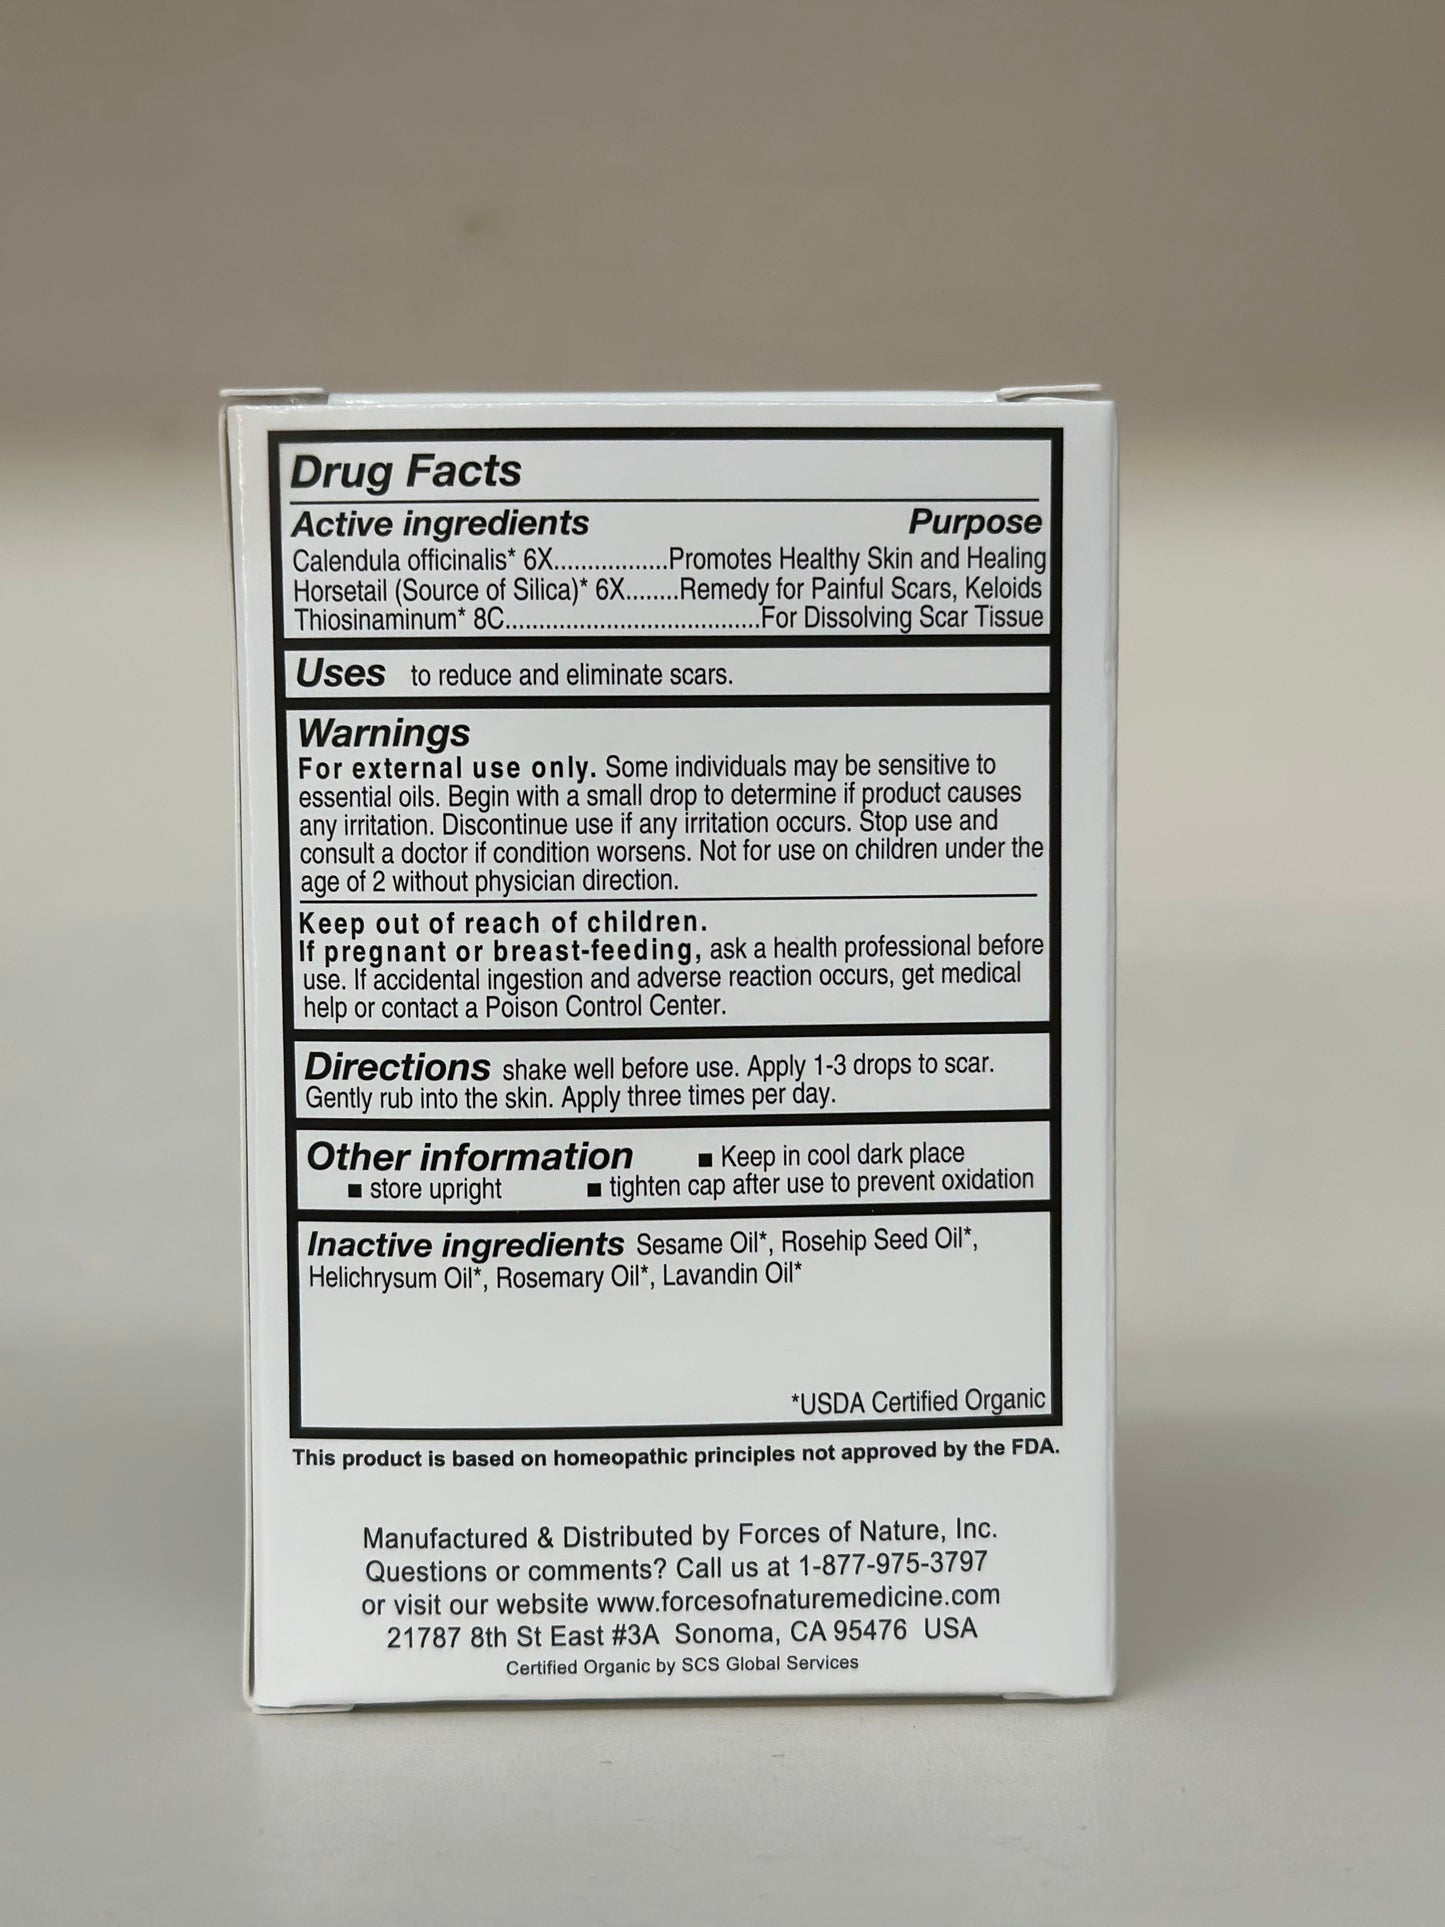 Drug Facts
Active ingredients Purpose
Calendula officinalis* 6X.................Promotes Healthy Skin and Healing
Horsetail (Source of Silica)* 6X........Remedy for Painful Scars, Keloids
Thiosinaminum* 8C......................................For Dissolving Scar Tissue
Uses to reduce and eliminate scars.
Warnings
For external use only. Some individuals may be sensitive to
essential oils. Begin with a small drop to determine if product causes
any irritation. Discontinue use if any irritation occurs. Stop use and
consult a doctor if condition worsens. Not for use on children under the
age of 2 without physician direction.
Keep out of reach of children.
If pregnant or breast-feeding, ask a health professional before
use. If accidental ingestion and adverse reaction occurs, get medical
help or contact a Poison Control Center.
Directions shake well before use. Apply 1-3 drops to scar.
Gently rub into the skin. Apply three times per day.
Other information ■ Keep in cool dark place
■ store upright ■ tighten cap after use to prevent oxidation
Inactive ingredients Sesame Oil*, Rosehip Seed Oil*,
Helichrysum Oil*, Rosemary Oil*, Lavandin Oil*
*USDA Certified Organic
This product is based on homeopathic principles not approved by the FDA.
Manufactured & Distributed by Forces of Nature, Inc.
Questions or comments? Call us at 1-877-975-3797
or visit our website www.forcesofnaturemedicine.com
21787 8th St East #3A Sonoma, CA 95476 USA
Certified Organic by SCS Global Services